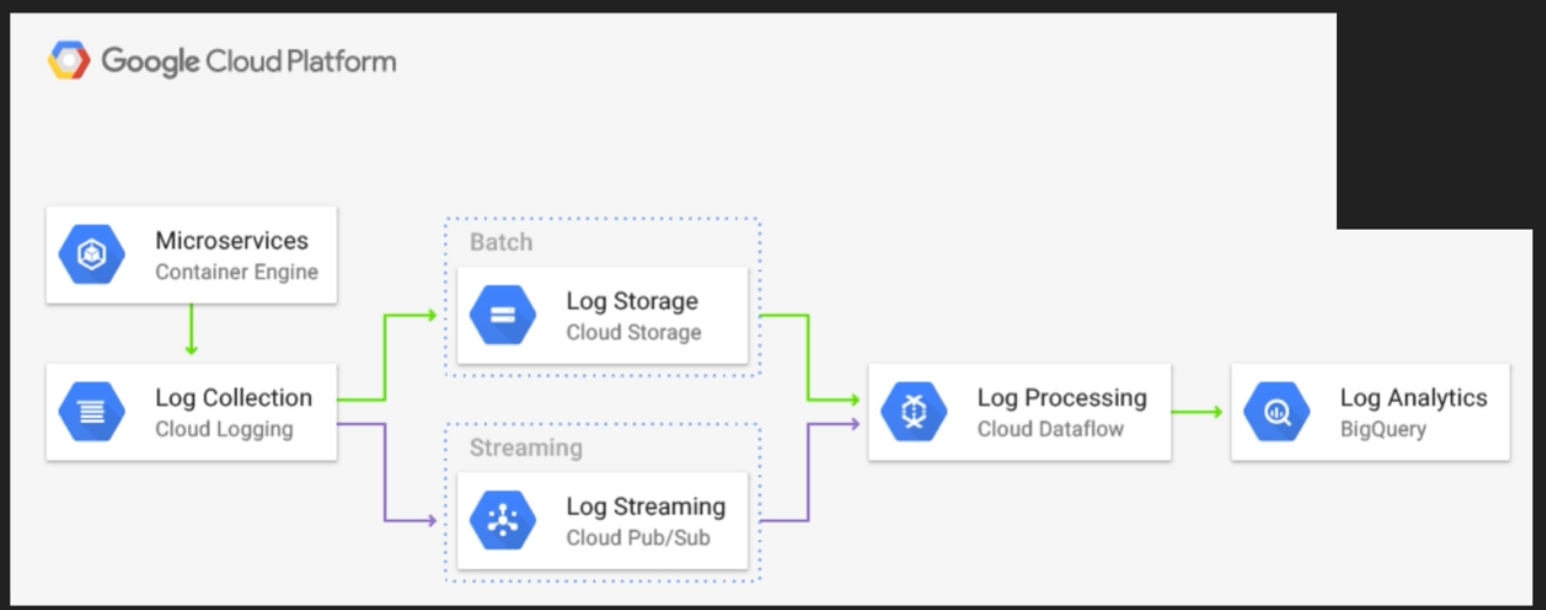 Google Cloud Platform
Microservices
Container Engine
Log Collection
Cloud Logging
Batch
Log Storage
Cloud Storage
Streaming
Log Streaming
Cloud Pub/Sub
Log Processing
Cloud Dataflow
Log Analytics
BigQuery